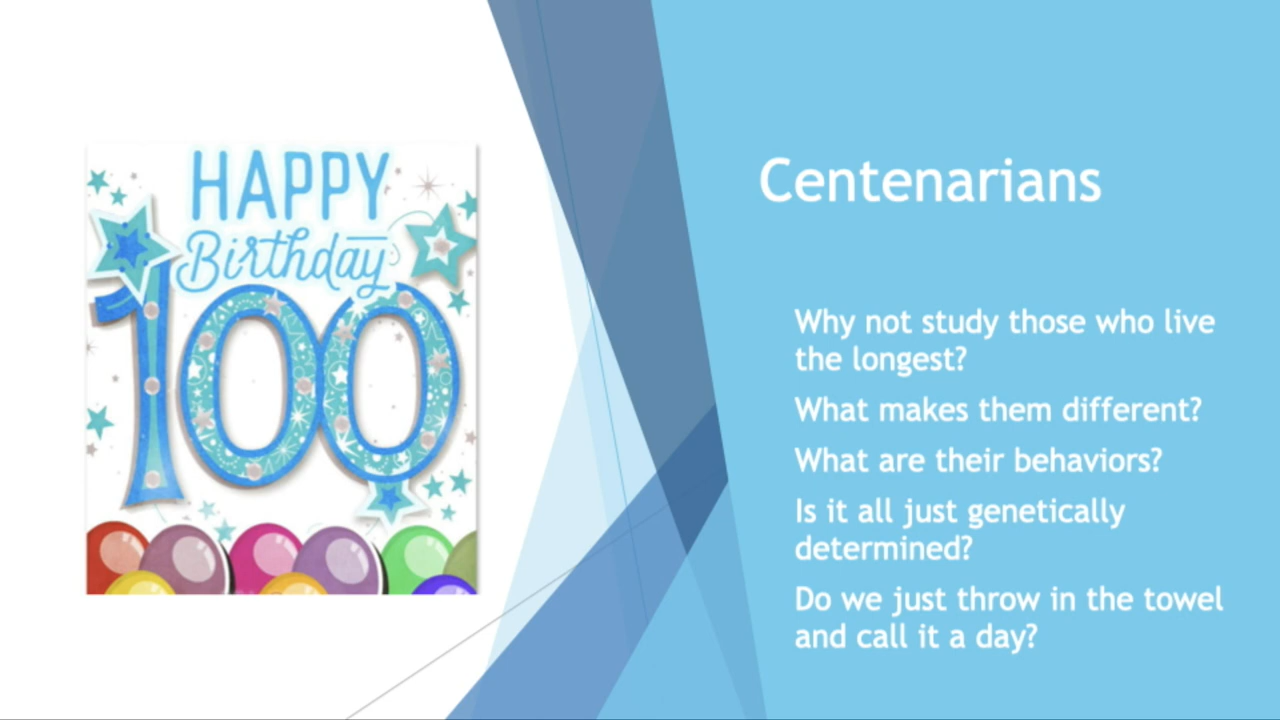 HAPPY
Birthday
100
Centenarians
Why not study those who live
the longest?
What makes them different?
What are their behaviors?
Is it all just genetically
determined?
Do we just throw in the towel
and call it a day?